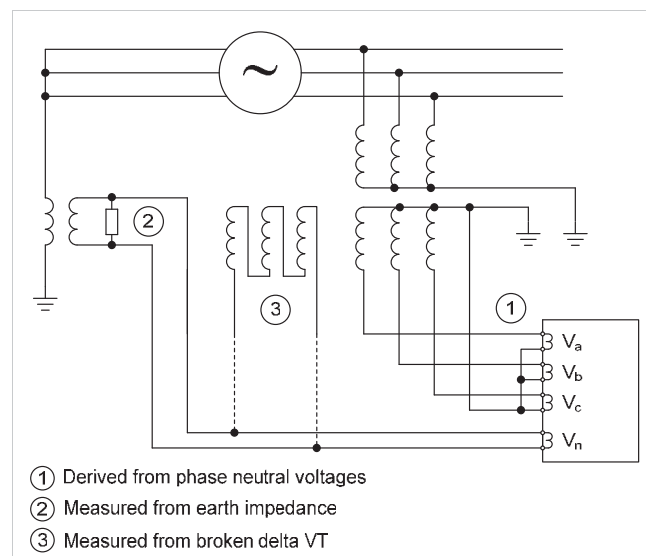 ~
2
3
1
Va
Vb
Vc
Vn
1 Derived from phase neutral voltages
2 Measured from earth impedance
3 Measured from broken delta VT